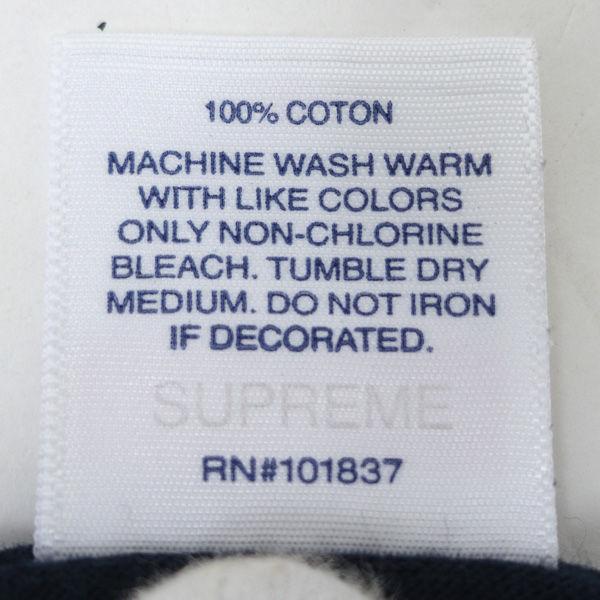 100% COTON
MACHINE WASH WARM
WITH LIKE COLORS
ONLY NON-CHLORINE
BLEACH. TUMBLE DRY
MEDIUM. DO NOT IRON
IF DECORATED.
SUPREME
RN#101837